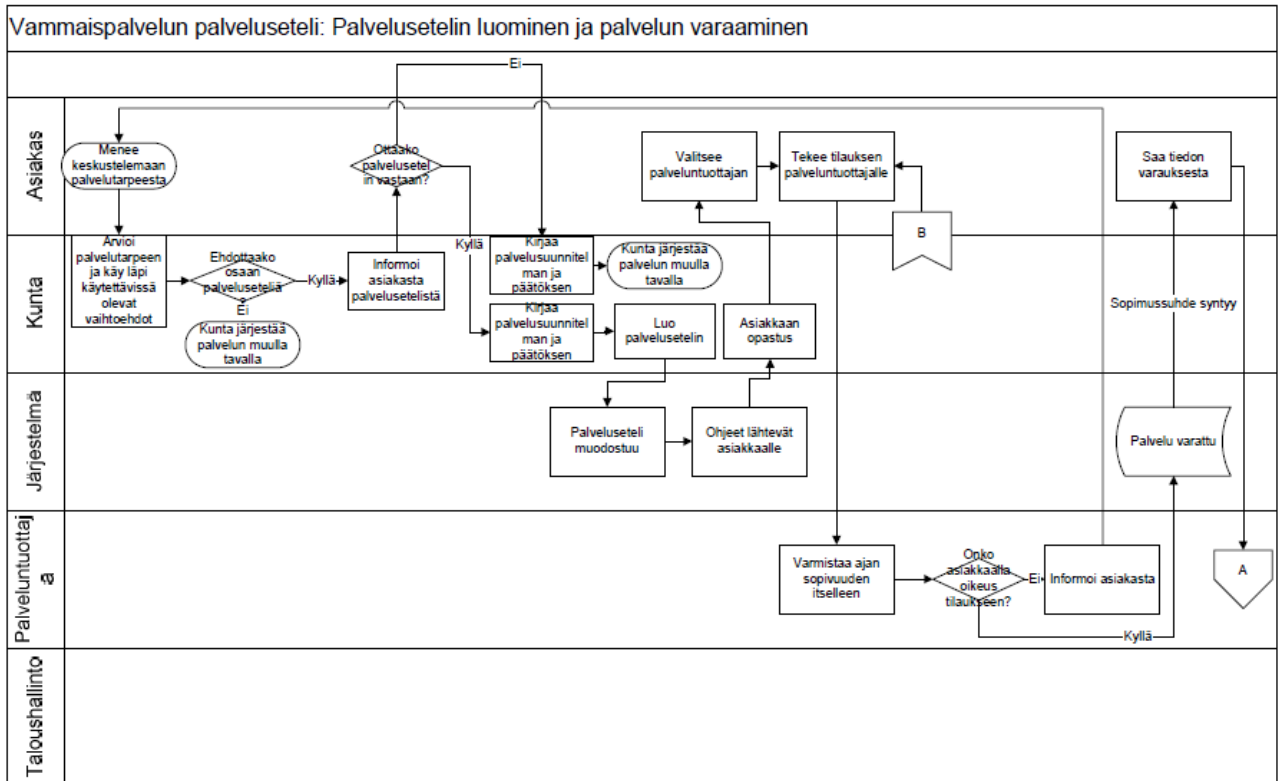 Vammaispalvelun palveluseteli: Palvelusetelin luominen ja palvelun varaaminen
Ei
Asiakas
Menee
keskustelemaan
palvelutarpeesta
Ottaako
palvelusetel
in vastaan?
Valitsee
palveluntuottajan
Tekee tilauksen
palveluntuottajalle
Saa tiedon
varauksesta
B
Kunta
Arvioi
palvelutarpeen
ja käy läpi
käytettävissä
olevat
vaihtoehdot
Ehdottaako
osaan
palveluseteliä
?
Kyllä
Ei
Kunta järjestää
palvelun muulla
tavalla
Informoi
asiakasta
palvelusetelistä
Kyllä
Kirjaa
palvelusuunnitel
man ja
päätöksen
Kunta järjestää
palvelun muulla
tavalla
Kirjaa
palvelusuunnitel
man ja
päätöksen
Luo
palvelusetelin
Asiakkaan
opastus
Sopimussuhde syntyy
Järjestelmä
Palveluseteli
muodostuu
Ohjeet lähtevät
asiakkaalle
Palvelu varattu
Palveluntuottaj
a
Varmistaa ajan
sopivuuden
itselleen
Onko
asiakkaalla
oikeus
tilaukseen?
Ei
Informoi asiakasta
Kyllä
A
Taloushallinto